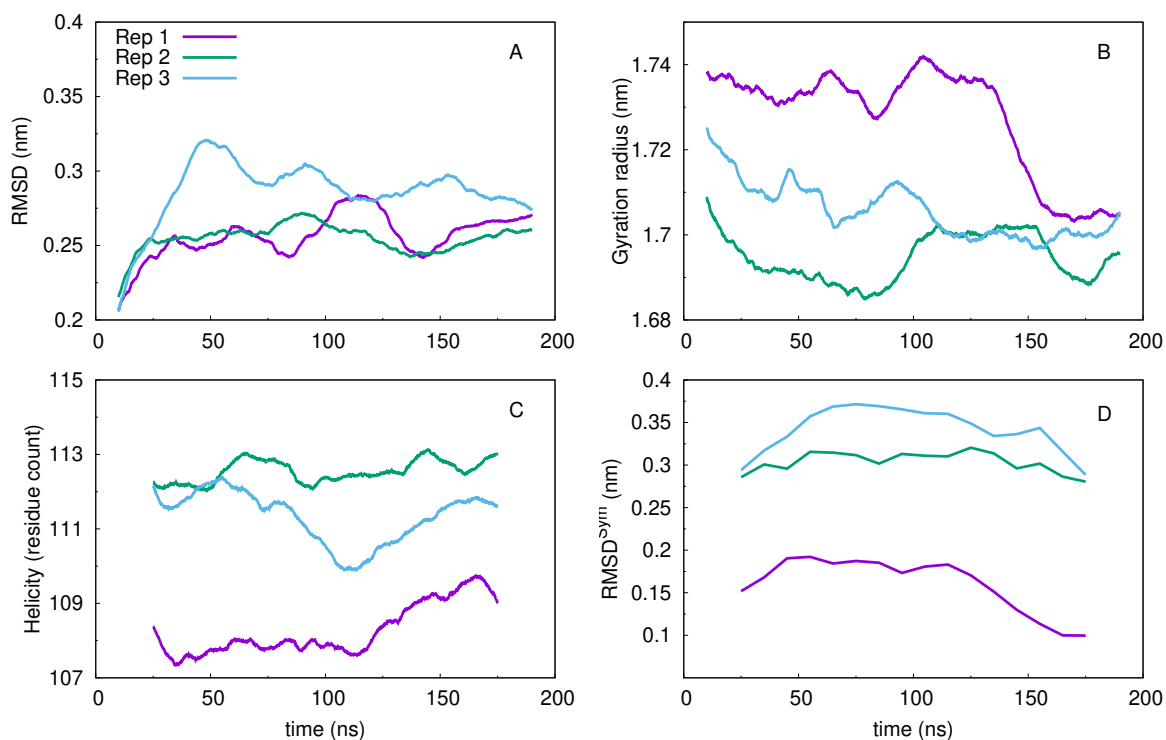 A
Rep 1
Rep 2
Rep 3
RMSD (nm)
0.4
0.35
0.3
0.25
0.2
0 50 100 150 200
B
Gyration radius (nm)
1.74
1.72
1.7
1.68
0 50 100 150 200
C
Helicity (residue count)
115
113
111
109
107
0 50 100 150 200
time (ns)
D
RMSD^Sym (nm)
0.4
0.35
0.3
0.2
0.15
0.1
0 50 100 150 200
time (ns)